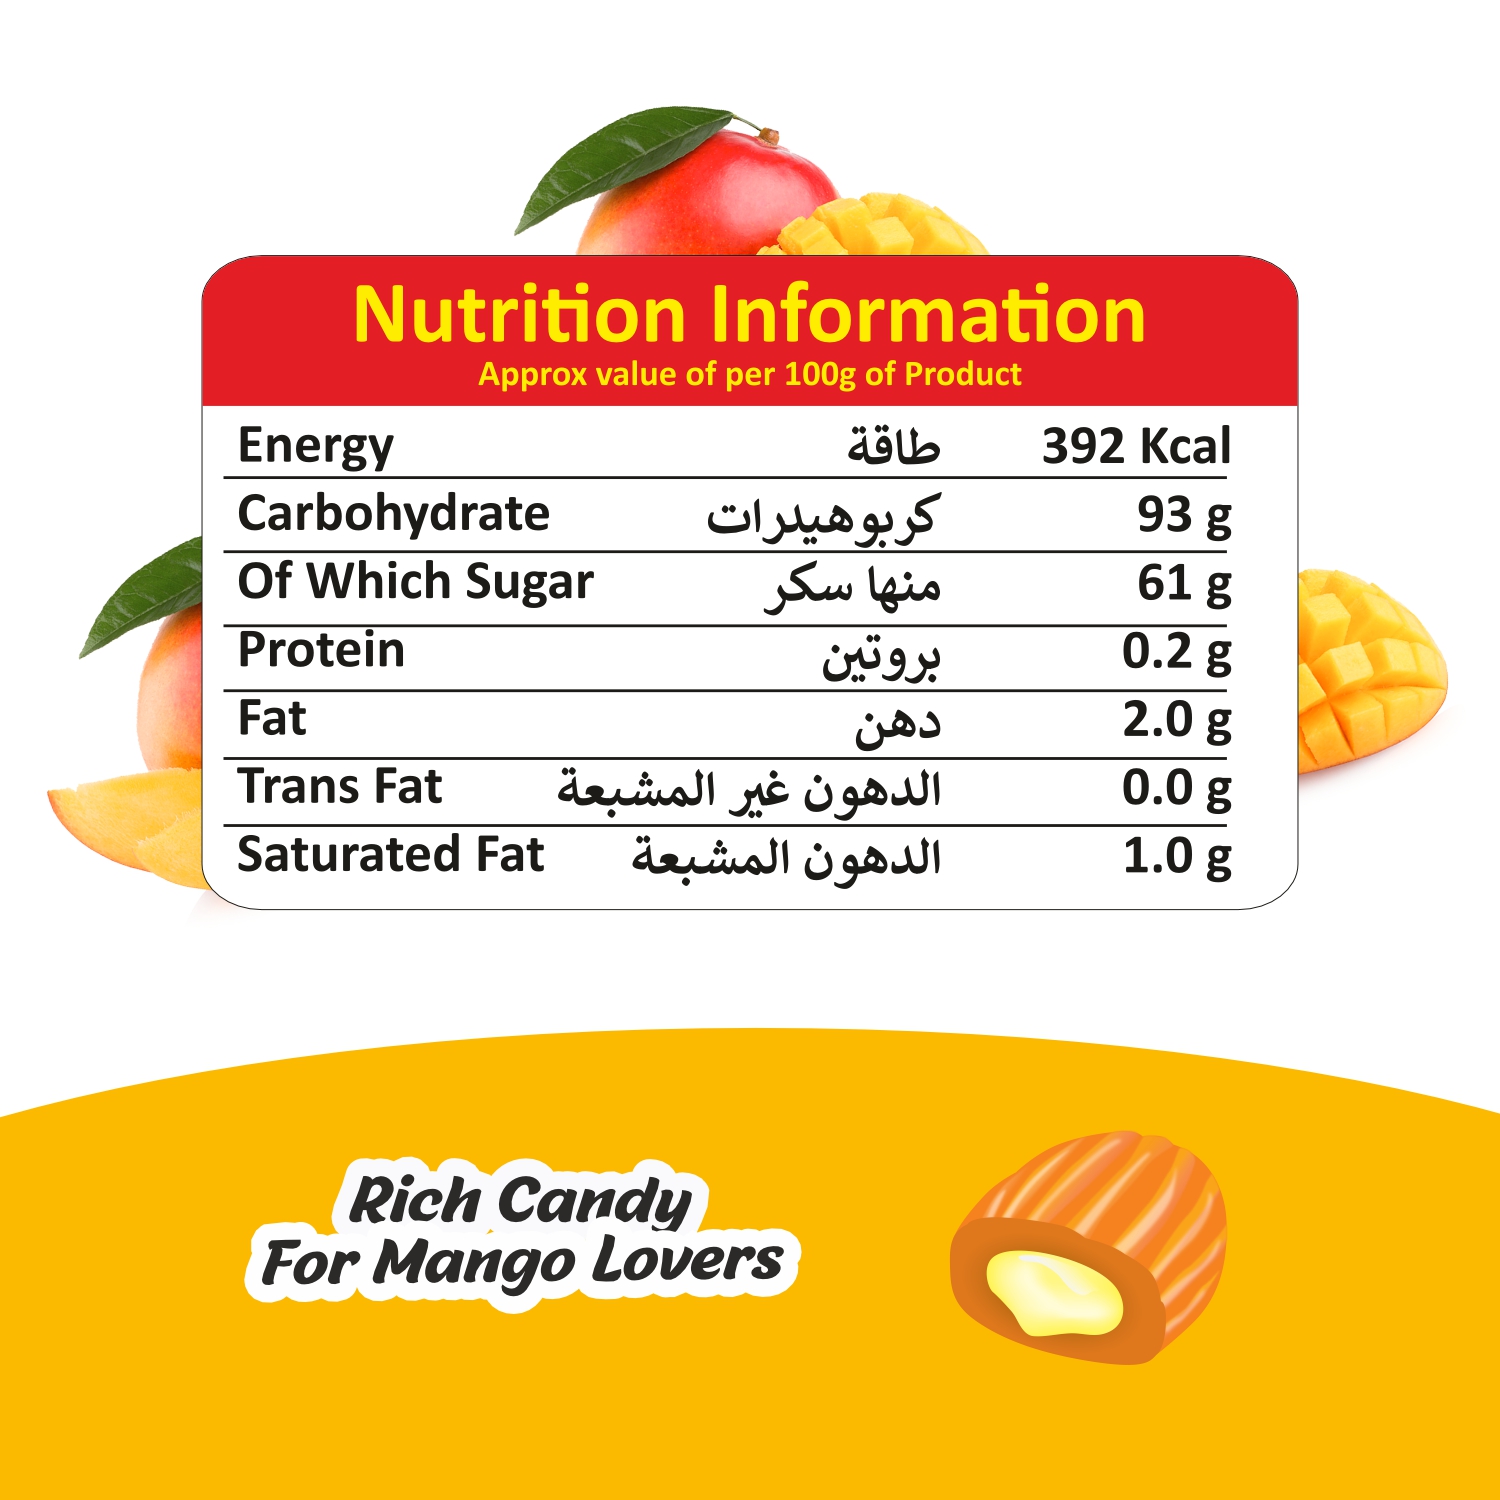 Nutrition Information
Approx value of per 100g of Product
Energy طاقة 392 Kcal
Carbohydrate كربوهيدرات 93 g
Of Which Sugar منها سكر 61 g
Protein بروتين 0.2 g
Fat دهن 2.0 g
Trans Fat الدهون غير المشبعة 0.0 g
Saturated Fat الدهون المشبعة 1.0 g
Rich Candy
For Mango Lovers